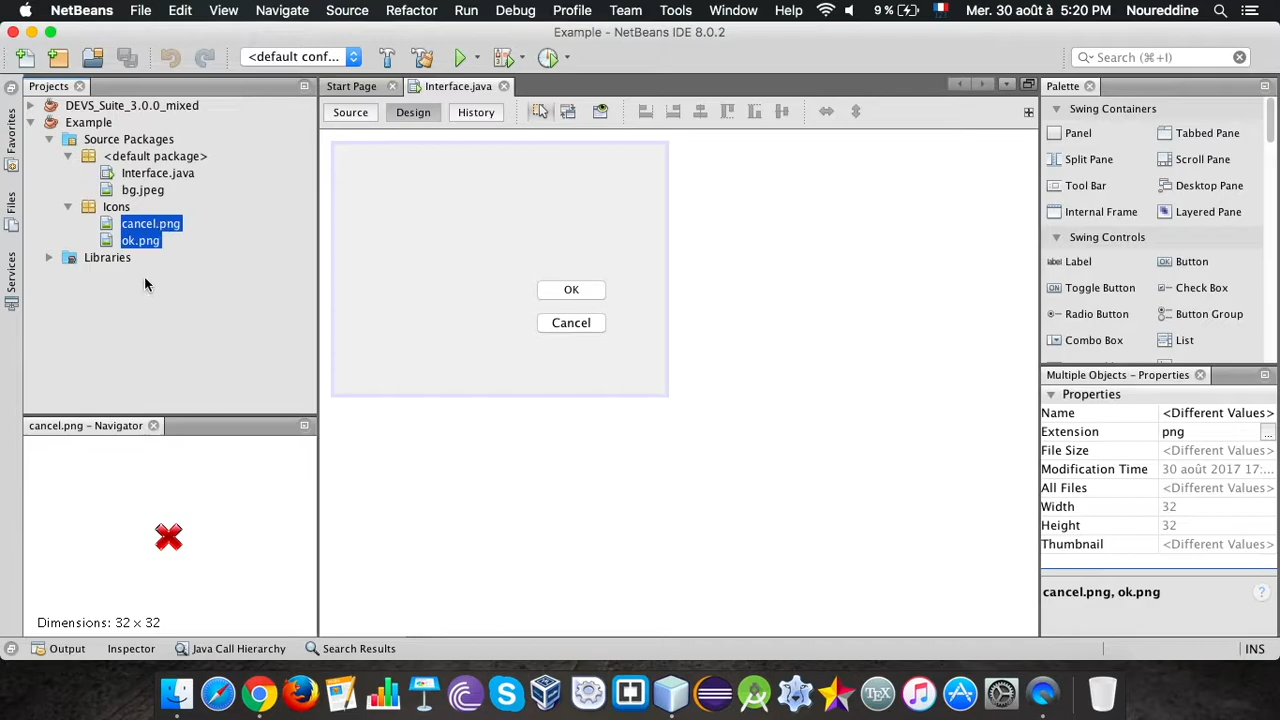 NetBeans File Edit View Navigate Source Refactor Run Debug Profile Team Tools Window Help 9 % Mer. 30 août à 5:20 PM Noureddine
Example - NetBeans IDE 8.0.2
<default conf... Search (⌘+I)
Projects Start Page Interface.java Palette
Favorites
Files
Services
DEVS_Suite_3.0.0_mixed
Example
Source Packages
<default package>
Interface.java
bg.jpeg
Icons
cancel.png
ok.png
Libraries
Source Design History
OK
Cancel
Swing Containers
Panel Tabbed Pane
Split Pane Scroll Pane
Tool Bar Desktop Pane
Internal Frame Layered Pane
Swing Controls
Label Button
Toggle Button Check Box
Radio Button Button Group
Combo Box List
cancel.png – Navigator
Dimensions: 32 × 32
Multiple Objects – Properties
Properties
Name <Different Values>
Extension png ...
File Size <Different Values>
Modification Time 30 août 2017 17:...
All Files <Different Values>
Width 32
Height 32
Thumbnail <Different Values>
cancel.png, ok.png
Output Inspector Java Call Hierarchy Search Results INS